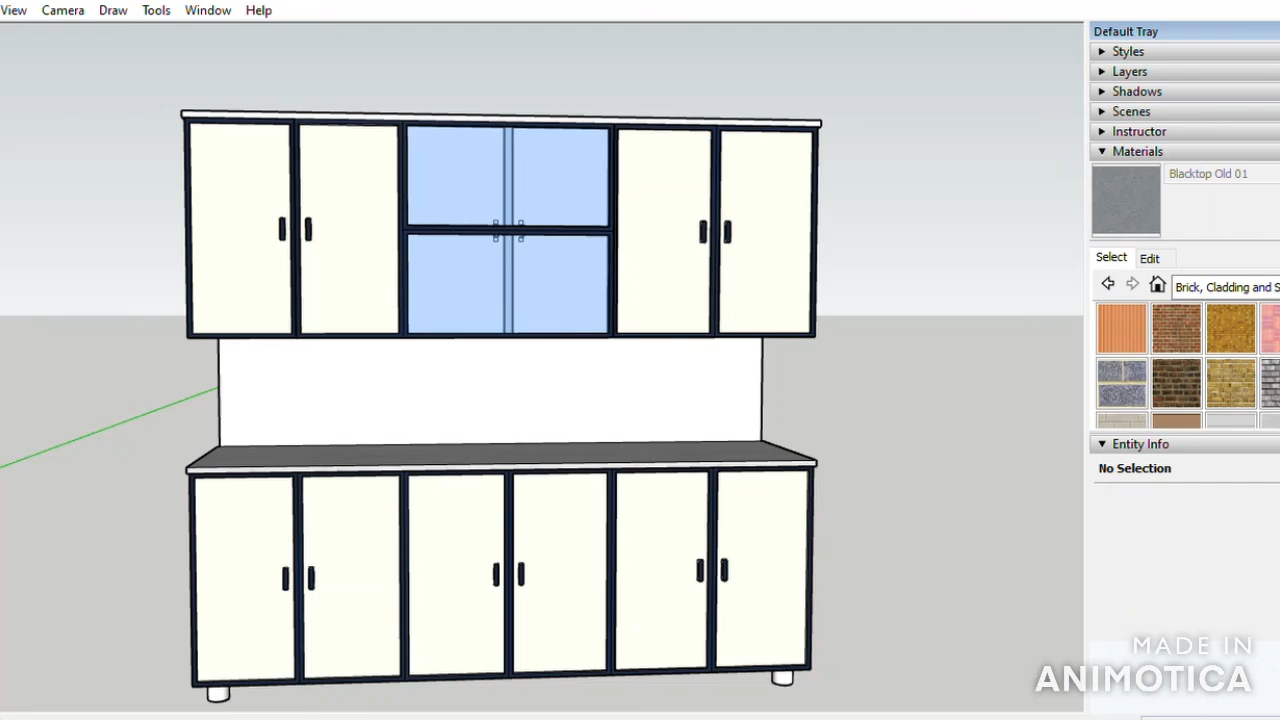 View Camera Draw Tools Window Help
Default Tray
Styles
Layers
Shadows
Scenes
Instructor
Materials
Blacktop Old 01
Select Edit
Brick, Cladding and S
Entity Info
No Selection
MADE IN
ANIMOTICA